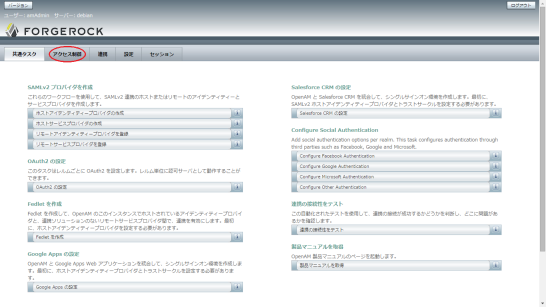 バージョン
ログアウト
ユーザー: amAdmin サーバー: debian
FORGEROCK
共通タスク
アクセス制御
連携
設定
セッション
SAMLv2 プロバイダを作成
これらのワークフローを使用して、SAMLv2 連携のホストまたはリモートのアイデンティティーと
サービスプロバイダを作成します。
ホストアイデンティティープロバイダの作成
ホストサービスプロバイダの作成
リモートアイデンティティープロバイダを登録
リモートサービスプロバイダを登録
OAuth2 の設定
このタスクはレルムごとに OAuth2 を設定します。レルム単位に認可サーバとして動作することが
できます。
OAuth2 の設定
Fedlet を作成
Fedlet を作成して、OpenAM のこのインスタンスでホストされているアイデンティティープロバイ
ダと、連携ソリューションのないリモートサービスプロバイダ間で、連携を有効にします。最初
に、ホストアイデンティティープロバイダを設定する必要があります。
Fedlet を作成
Google Apps の設定
OpenAM と Google Apps Web アプリケーションを統合して、シングルサインオン環境を作成しま
す。最初に、ホストアイデンティティープロバイダとトラストサークルを設定する必要がありま
す。
Google Apps の設定
Salesforce CRM の設定
OpenAM と Salesforce CRM を統合して、シングルサインオン環境を作成します。最初に、
SAMLv2 ホストアイデンティティープロバイダとトラストサークルを設定する必要があります。
Salesforce CRM の設定
Configure Social Authentication
Add social authentication options per realm. This task configures authentication through
third parties such as Facebook, Google and Microsoft.
Configure Facebook Authentication
Configure Google Authentication
Configure Microsoft Authentication
Configure Other Authentication
連携の接続性をテスト
この自動化されたテストを使用して、連携の接続が成功するかどうかを判断し、どこに問題があ
るかを確認します。
連携の接続性をテスト
製品マニュアルを取得
OpenAM 製品マニュアルのページを起動します。
製品マニュアルを取得